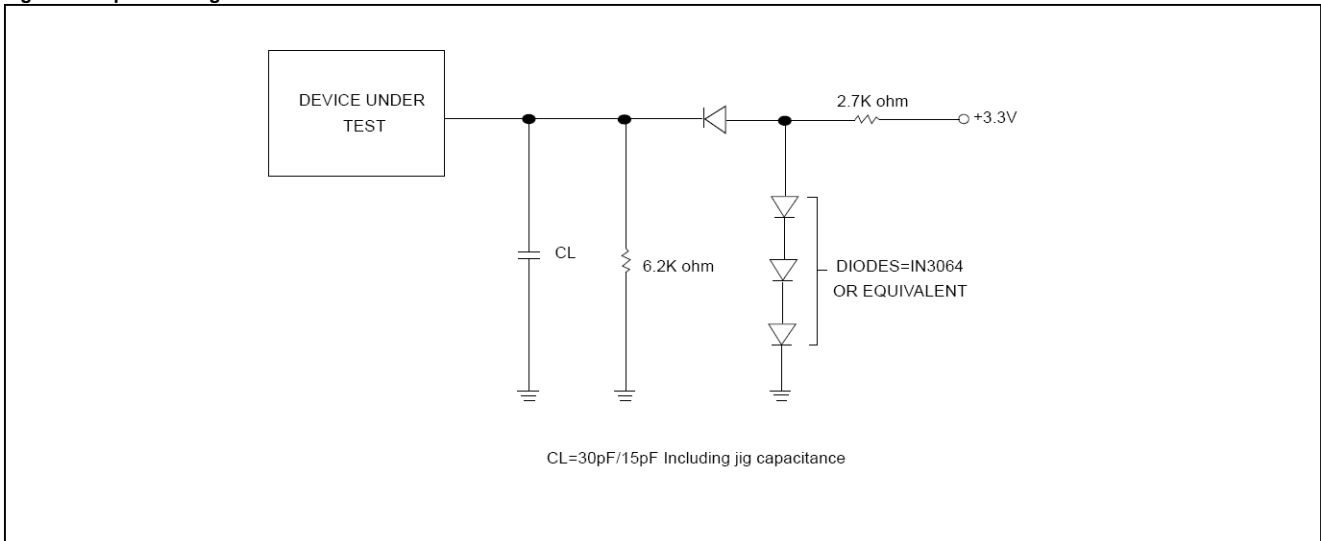 DEVICE UNDER
TEST
2.7K ohm
+3.3V
CL
6.2K ohm
DIODES=IN3064
OR EQUIVALENT
CL=30pF/15pF Including jig capacitance